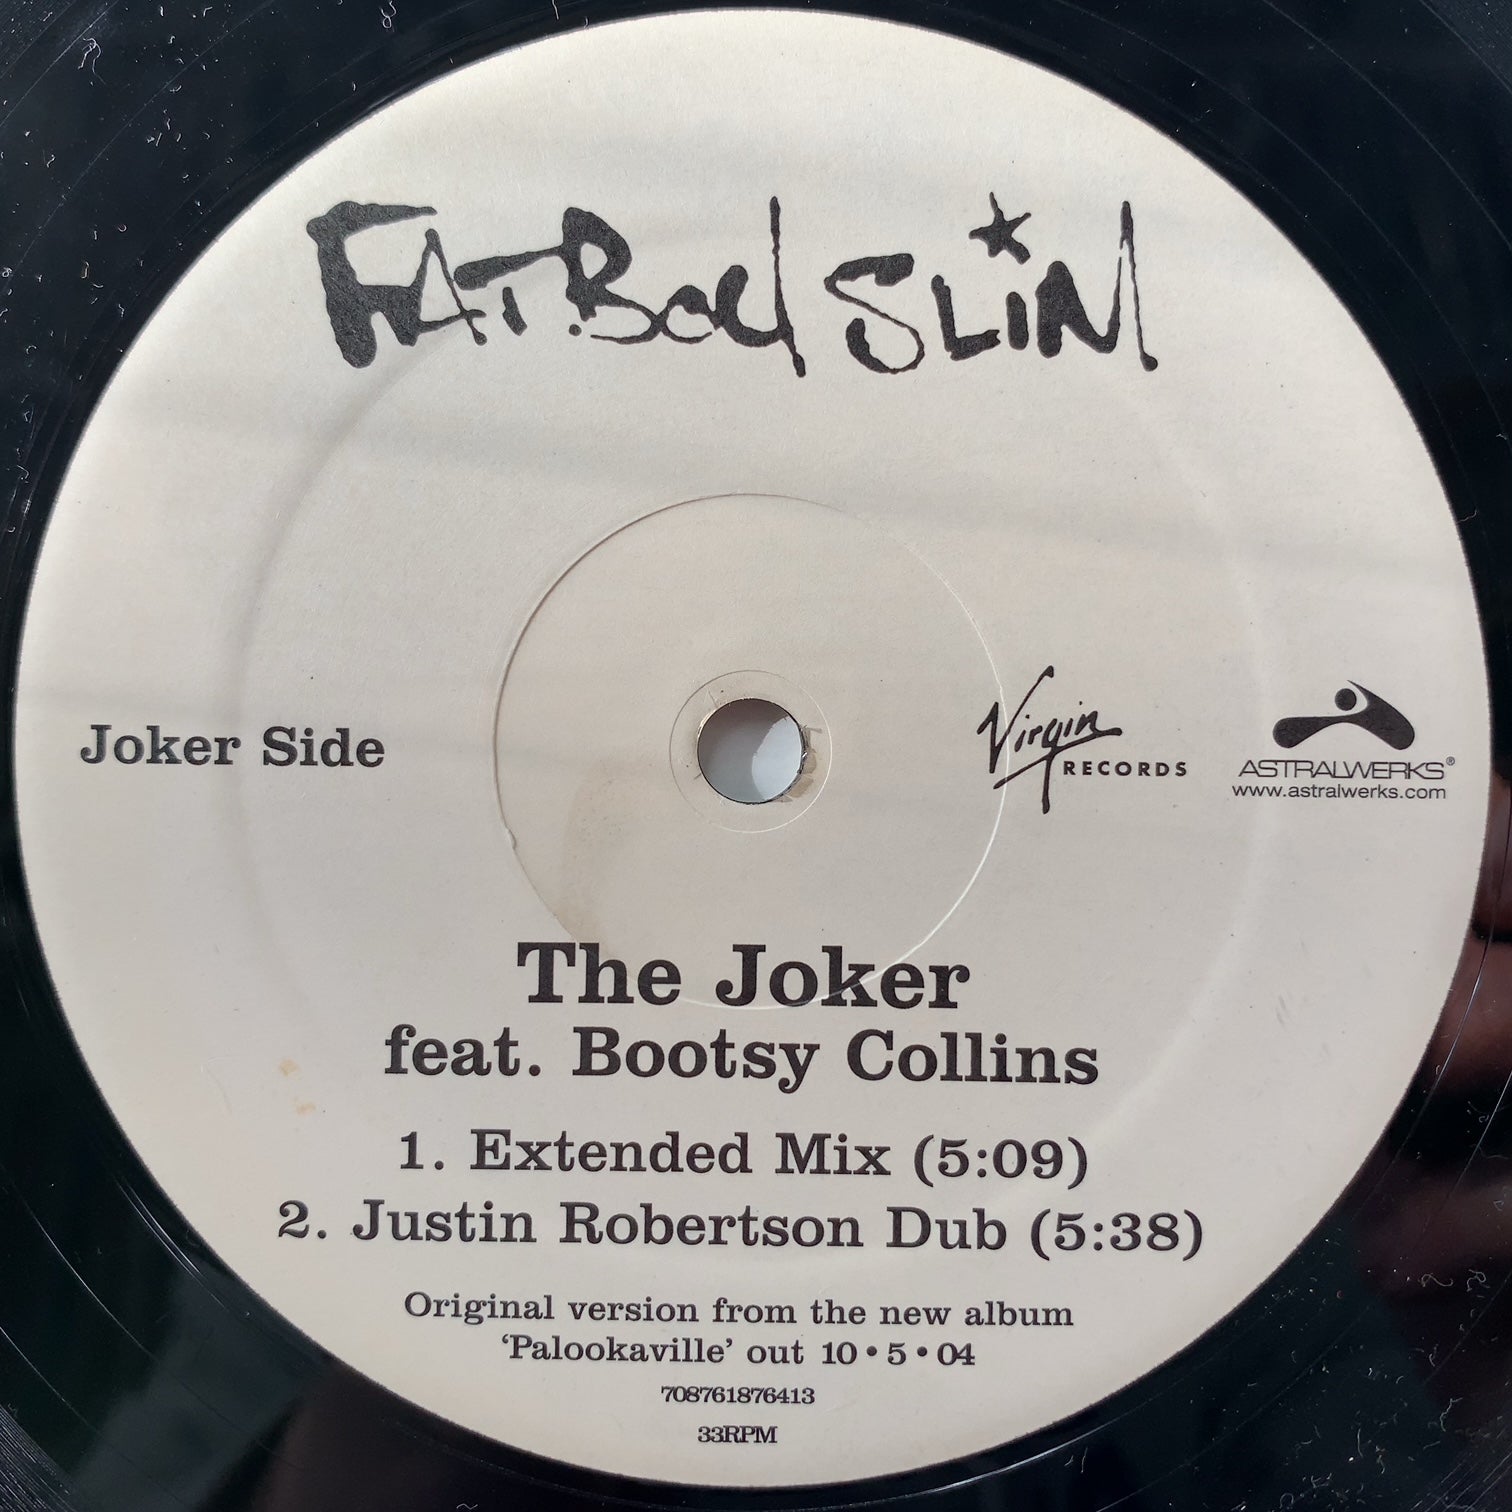 FATBOY SLIM
Joker Side
Virgin
RECORDS
ASTRALWERKS®
www.astralwerks.com
The Joker
feat. Bootsy Collins
1. Extended Mix (5:09)
2. Justin Robertson Dub (5:38)
Original version from the new album
‘Palookaville’ out 10 • 5 • 04
708761876413
33RPM